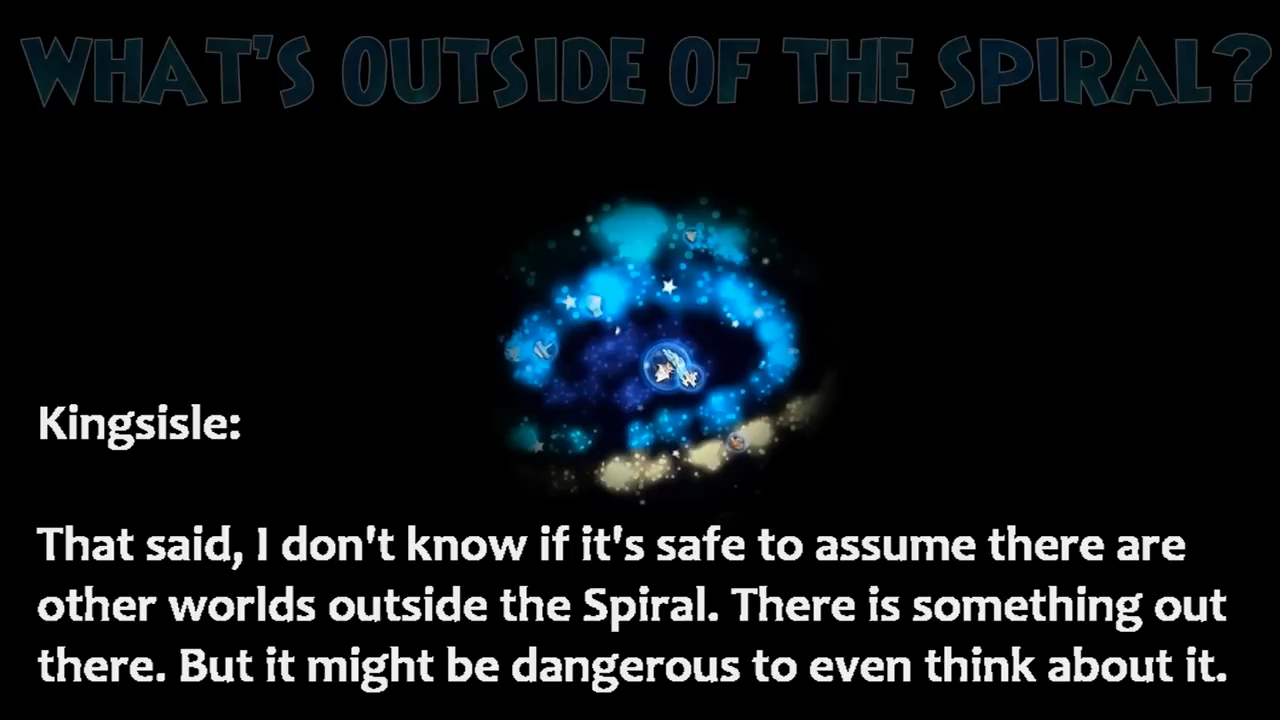 WHAT'S OUTSIDE OF THE SPIRAL?
Kingsisle:
That said, I don't know if it's safe to assume there are
other worlds outside the Spiral. There is something out
there. But it might be dangerous to even think about it.